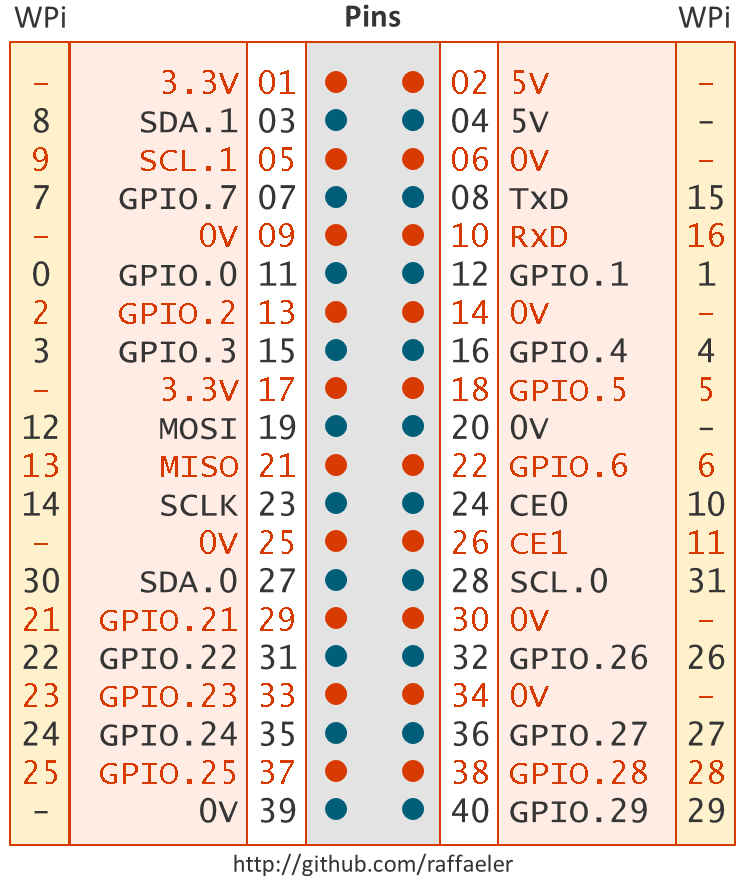 WPi Pins WPi
– 3.3V 01 02 5V –
8 SDA.1 03 04 5V –
9 SCL.1 05 06 0V –
7 GPIO.7 07 08 TxD 15
– 0V 09 10 RxD 16
0 GPIO.0 11 12 GPIO.1 1
2 GPIO.2 13 14 0V –
3 GPIO.3 15 16 GPIO.4 4
– 3.3V 17 18 GPIO.5 5
12 MOSI 19 20 0V –
13 MISO 21 22 GPIO.6 6
14 SCLK 23 24 CE0 10
– 0V 25 26 CE1 11
30 SDA.0 27 28 SCL.0 31
21 GPIO.21 29 30 0V –
22 GPIO.22 31 32 GPIO.26 26
23 GPIO.23 33 34 0V –
24 GPIO.24 35 36 GPIO.27 27
25 GPIO.25 37 38 GPIO.28 28
– 0V 39 40 GPIO.29 29
http://github.com/raffaeler